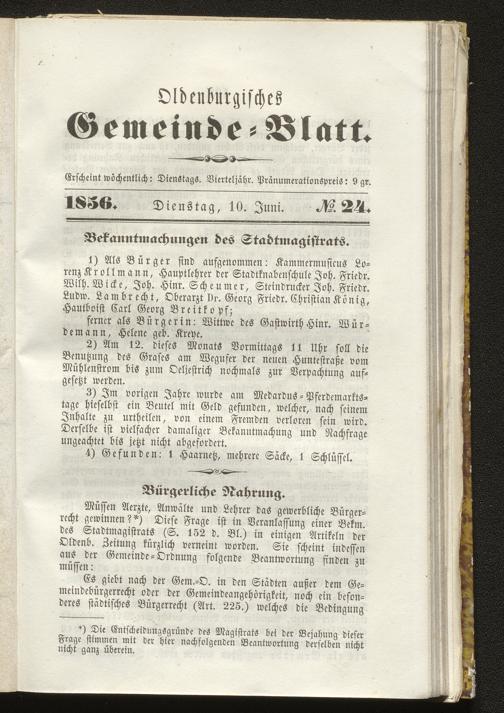 Oldenburgisches
Gemeinde-Blatt.
Erscheint wöchentlich: Dienstags. Vierteljähr. Pränumerationspreis: 9 gr.
1856. Dienstag, 10. Juni. № 24.
Bekanntmachungen des Stadtmagistrats.
1) Als Bürger sind aufgenommen: Kammermusicus Lo-
renz Krollmann, Hauptlehrer der Stadtknabenschule Joh. Friedr.
Wilh. Wicke, Joh. Hinr. Scheumer, Steindrucker Joh. Friedr.
Ludw. Lambrecht, Oberarzt Dr. Georg Friedr. Christian König,
Hautboist Carl Georg Breitkopf;
ferner als Bürgerin: Wittwe des Gastwirth Hinr. Wür-
demann, Helene geb. Kreye.
2) Am 12. dieses Monats Vormittags 11 Uhr soll die
Benutzung des Grases am Wegufer der neuen Huntestraße vom
Mühlenstrom bis zum Oeljestrich nochmals zur Verpachtung auf-
gesetzt werden.
3) Im vorigen Jahre wurde am Medardus-Pferdemarkts-
tage hieselbst ein Beutel mit Geld gefunden, welcher, nach seinem
Inhalte zu urtheilen, von einem Fremden verloren sein wird.
Derselbe ist vielfacher damaliger Bekanntmachung und Nachfrage
ungeachtet bis jetzt nicht abgefordert.
4) Gefunden: 1 Haarnetz, mehrere Säcke, 1 Schlüssel.
Bürgerliche Nahrung.
Müssen Aerzte, Anwälte und Lehrer das gewerbliche Bürger-
recht gewinnen?*) Diese Frage ist in Veranlassung einer Bekm.
des Stadtmagistrats (S. 152 d. Bl.) in einigen Artikeln der
Oldenb. Zeitung kürzlich verneint worden. Sie scheint indessen
aus der Gemeinde-Ordnung folgende Beantwortung finden zu
müssen:
Es giebt nach der Gem.-O. in den Städten außer dem Ge-
meindebürgerrecht oder der Gemeindeangehörigkeit, noch ein beson-
deres städtisches Bürgerrecht (Art. 225.) welches die Bedingung
*) Die Entscheidungsgründe des Magistrats bei der Bejahung dieser
Frage stimmen mit der hier nachfolgenden Beantwortung derselben nicht
nicht ganz überein.